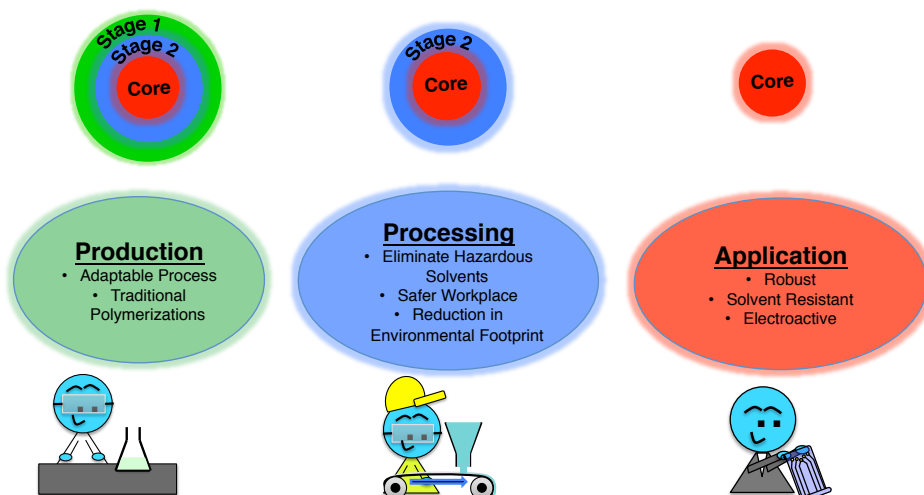 Stage 1
Stage 2
Core
Stage 2
Core
Core
Production
• Adaptable Process
• Traditional
Polymerizations
Processing
• Eliminate Hazardous
Solvents
• Safer Workplace
• Reduction in
Environmental Footprint
Application
• Robust
• Solvent Resistant
• Electroactive